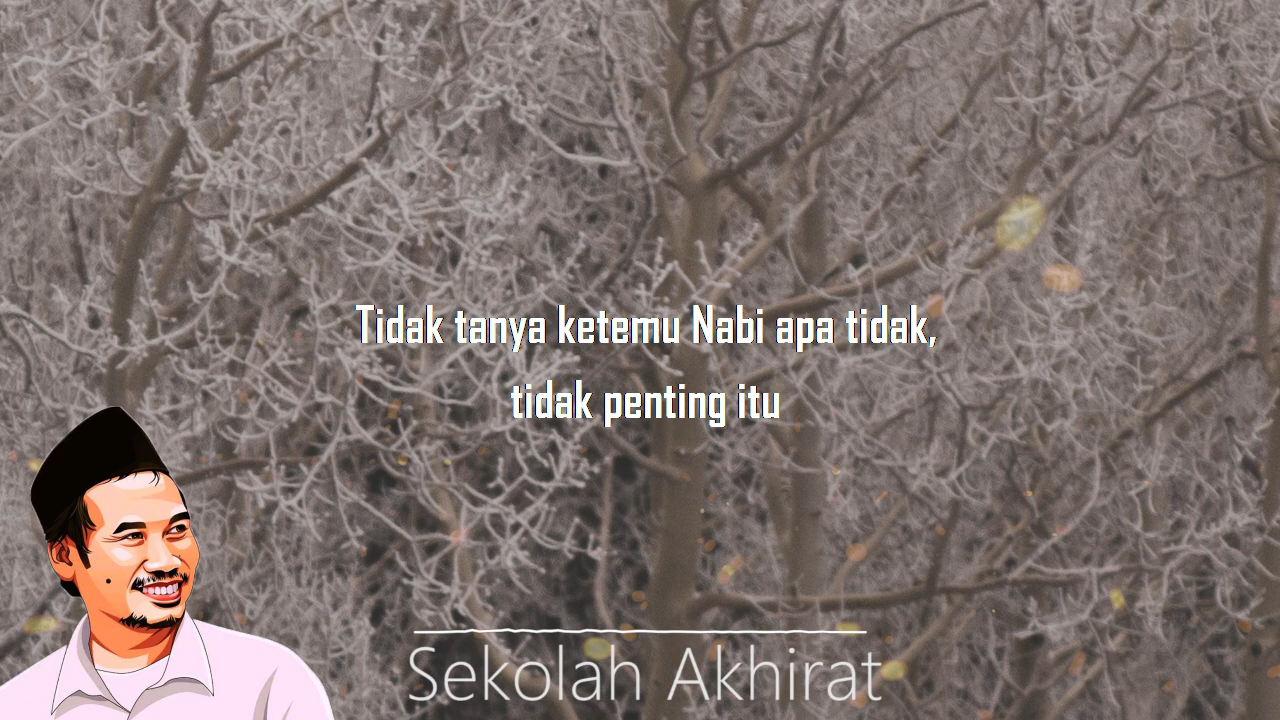 Tidak tanya ketemu Nabi apa tidak,
tidak penting itu
Sekolah Akhirat